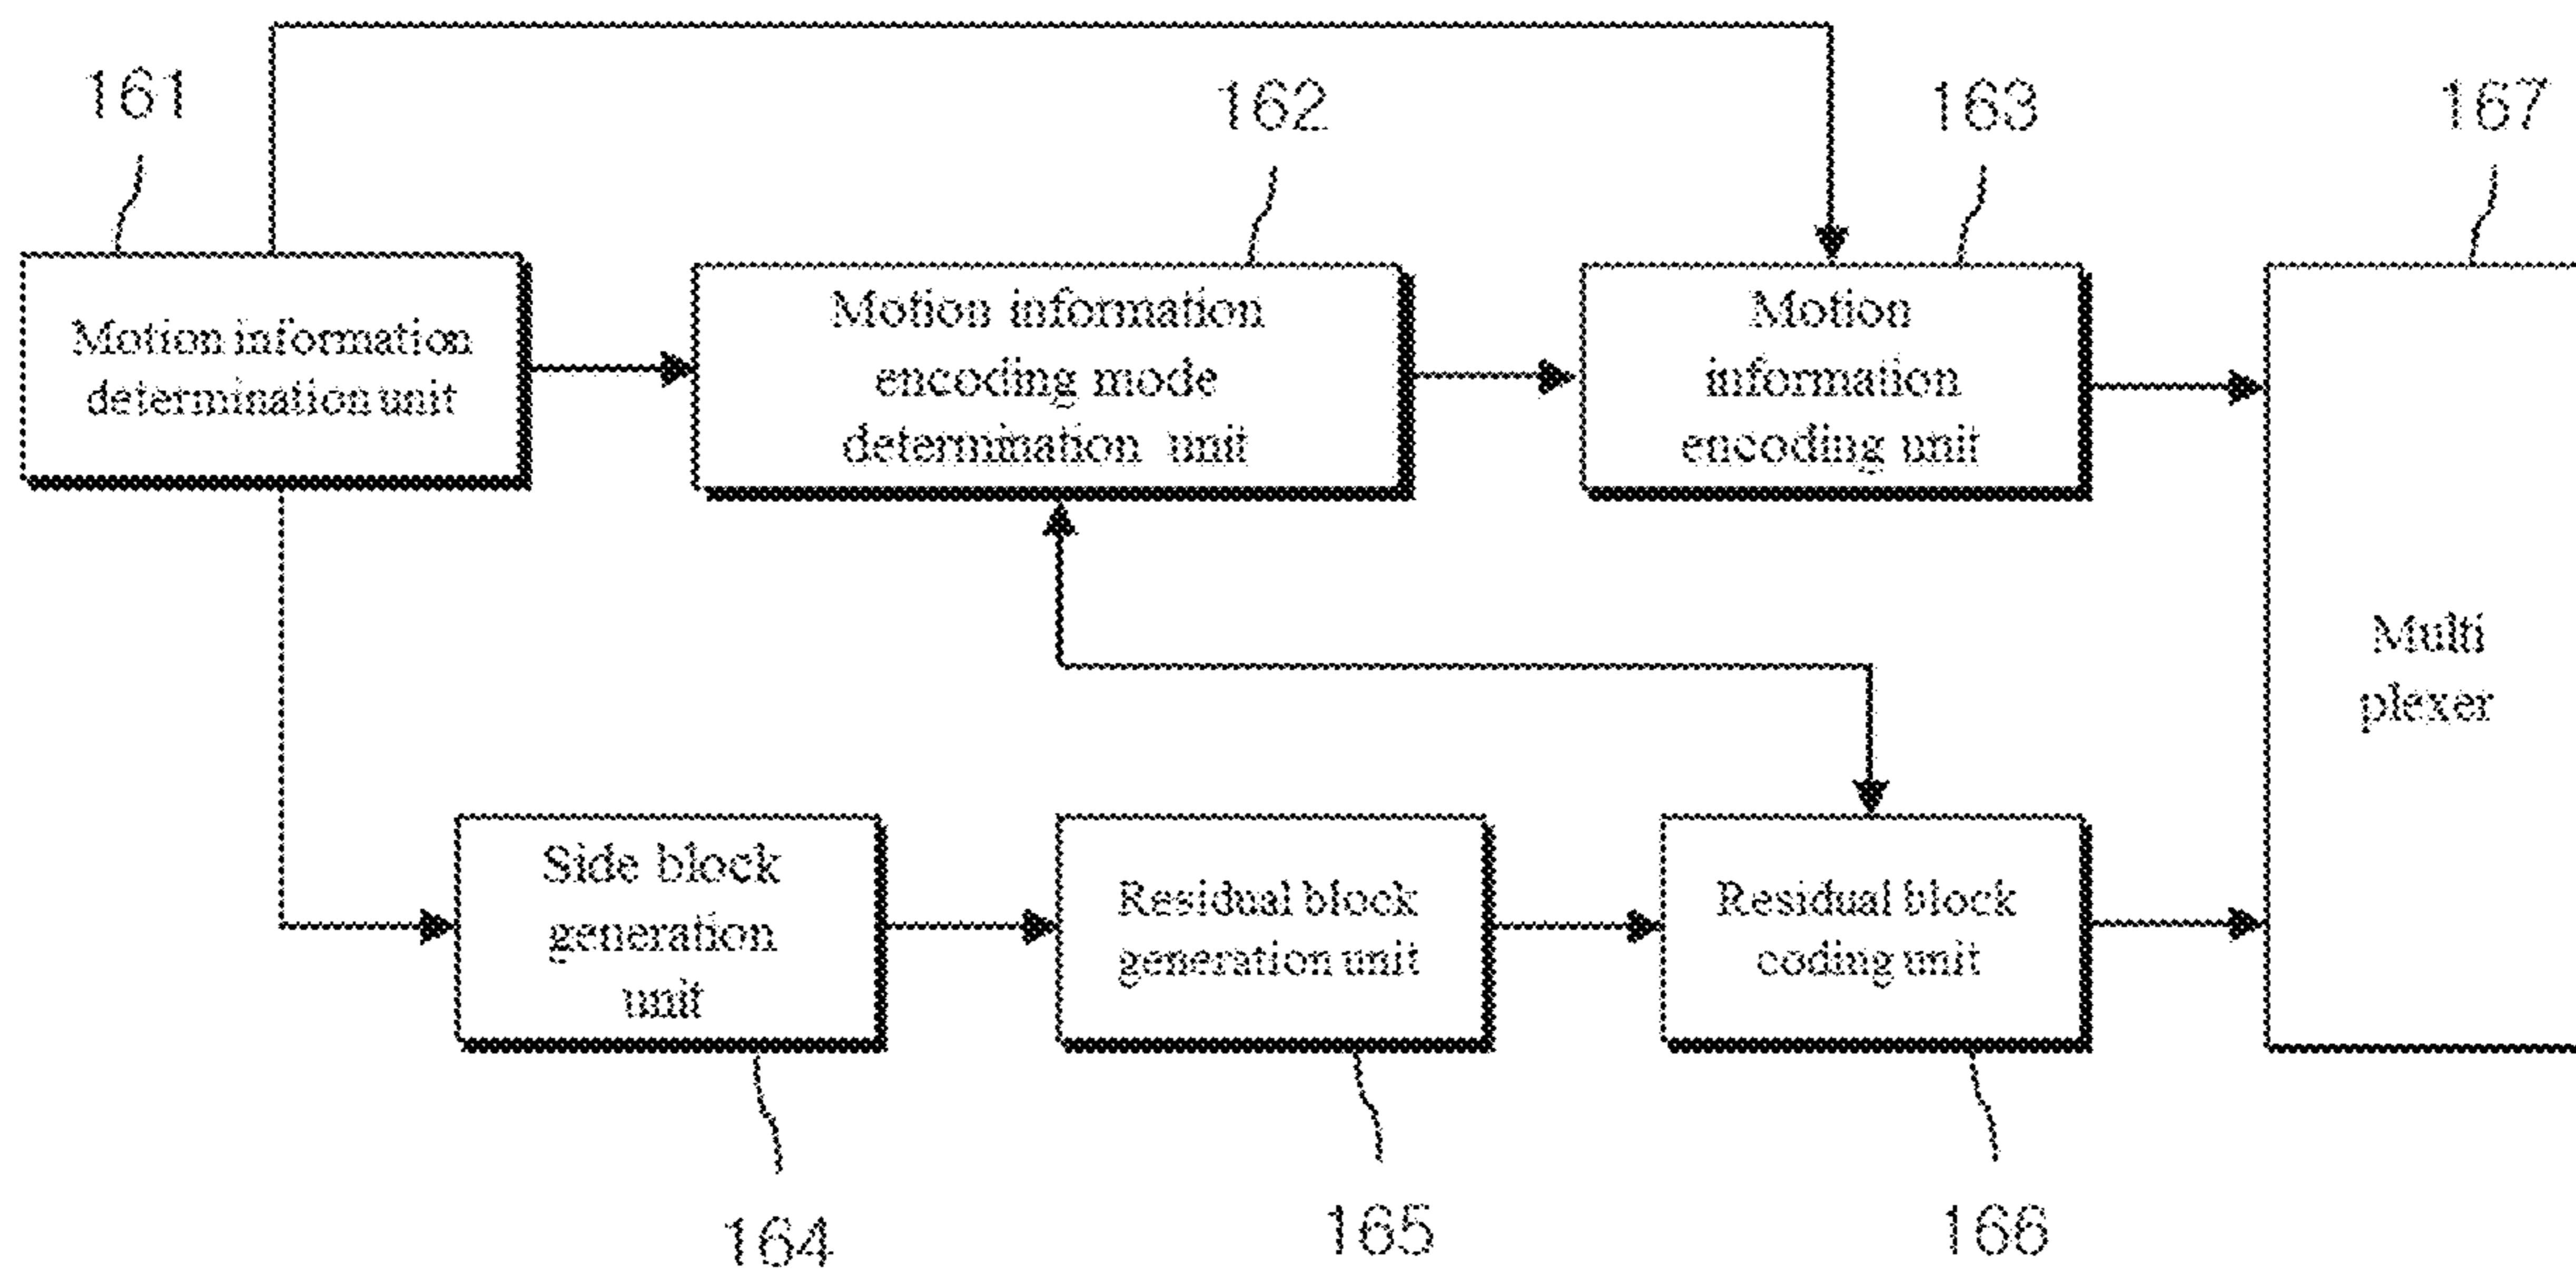 161
162
163
167
Motion information
determination unit
Motion information
encoding mode
determination unit
Motion
information
encoding unit
Multi
plexer
Side block
generation
unit
Residual block
generation unit
Residual block
coding unit
164
165
166